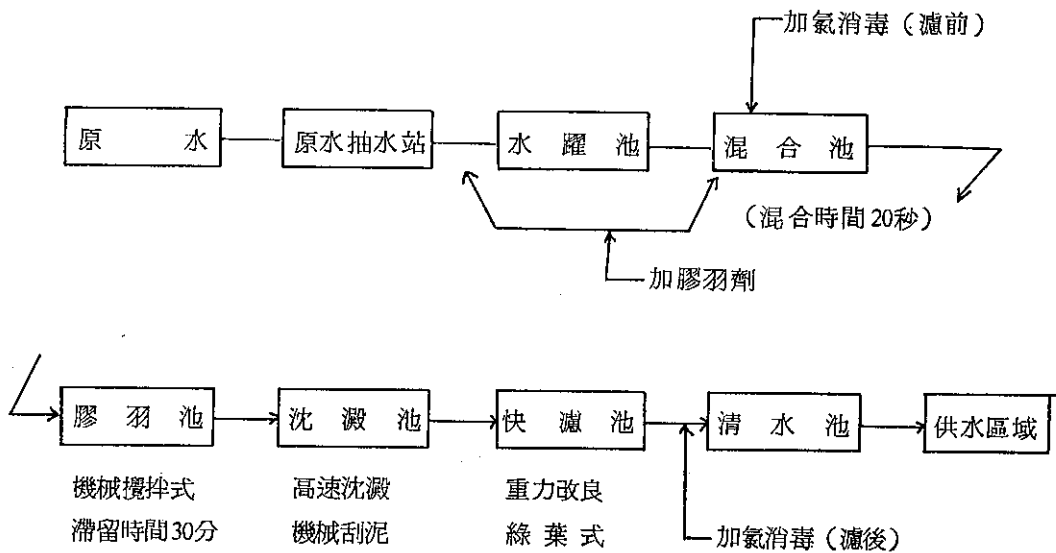 加氯消毒（濾前）
原水
原水抽水站
水躍池
混合池
（混合時間20秒）
加膠羽劑
膠羽池
沈澱池
快濾池
清水池
供水區域
機械攪拌式
高速沈澱
重力改良
滯留時間30分
機械刮泥
綠葉式
加氯消毒（濾後）